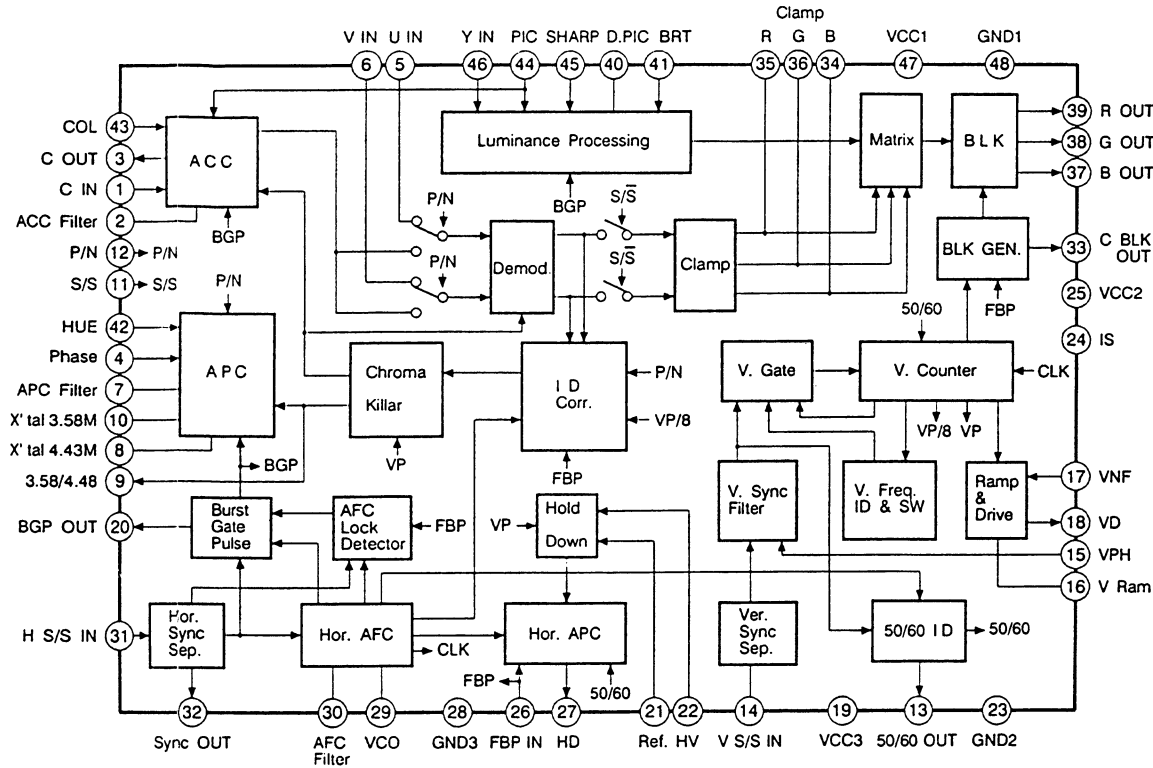 Clamp
V IN U IN Y IN PIC SHARP D.PIC BRT R G B VCC1 GND1
6 5 46 44 45 40 41 35 36 34 47 48
COL 43
C OUT 3
C IN 1
ACC Filter 2
P/N 12 P/N
S/S 11 S/S
HUE 42
Phase 4
APC Filter 7
X' tal 3.58M 10
X' tal 4.43M 8
3.58/4.48 9
BGP OUT 20
H S/S IN 31
ACC
BGP
P/N
APC
BGP
Luminance Processing
BGP
P/N
P/N
Demod.
S/S̅
S/S̅
Clamp
Matrix
BLK
BLK GEN.
FBP
39 R OUT
38 G OUT
37 B OUT
33 C BLK
OUT
25 VCC2
24 IS
17 VNF
18 VD
15 VPH
16 V Ram
Chroma
Killar
VP
ID
Corr.
P/N
VP/8
FBP
50/60
V. Gate
V. Counter
CLK
VP/8 VP
V. Sync
Filter
V. Freq.
ID & SW
Ramp
&
Drive
Burst
Gate
Pulse
AFC
Lock
Detector
FBP
VP
Hold
Down
Hor.
Sync
Sep.
Hor. AFC
CLK
Hor. APC
FBP
50/60
Ver.
Sync
Sep.
50/60 ID
50/60
32 30 29 28 26 27 21 22 14 19 13 23
Sync OUT AFC
Filter VCO GND3 FBP IN HD Ref. HV V S/S IN VCC3 50/60 OUT GND2